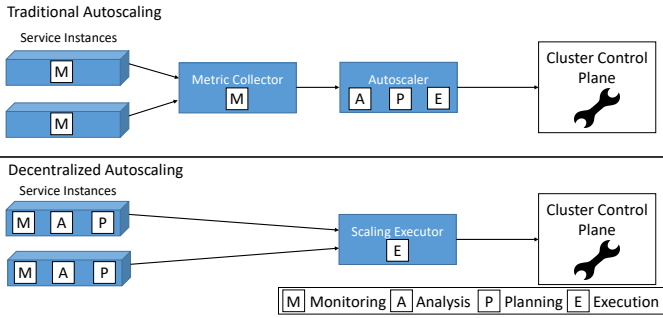 Traditional Autoscaling
Service Instances
M
M
Metric Collector
M
Autoscaler
A P E
Cluster Control
Plane
Decentralized Autoscaling
Service Instances
M A P
M A P
Scaling Executor
E
Cluster Control
Plane
M Monitoring A Analysis P Planning E Execution